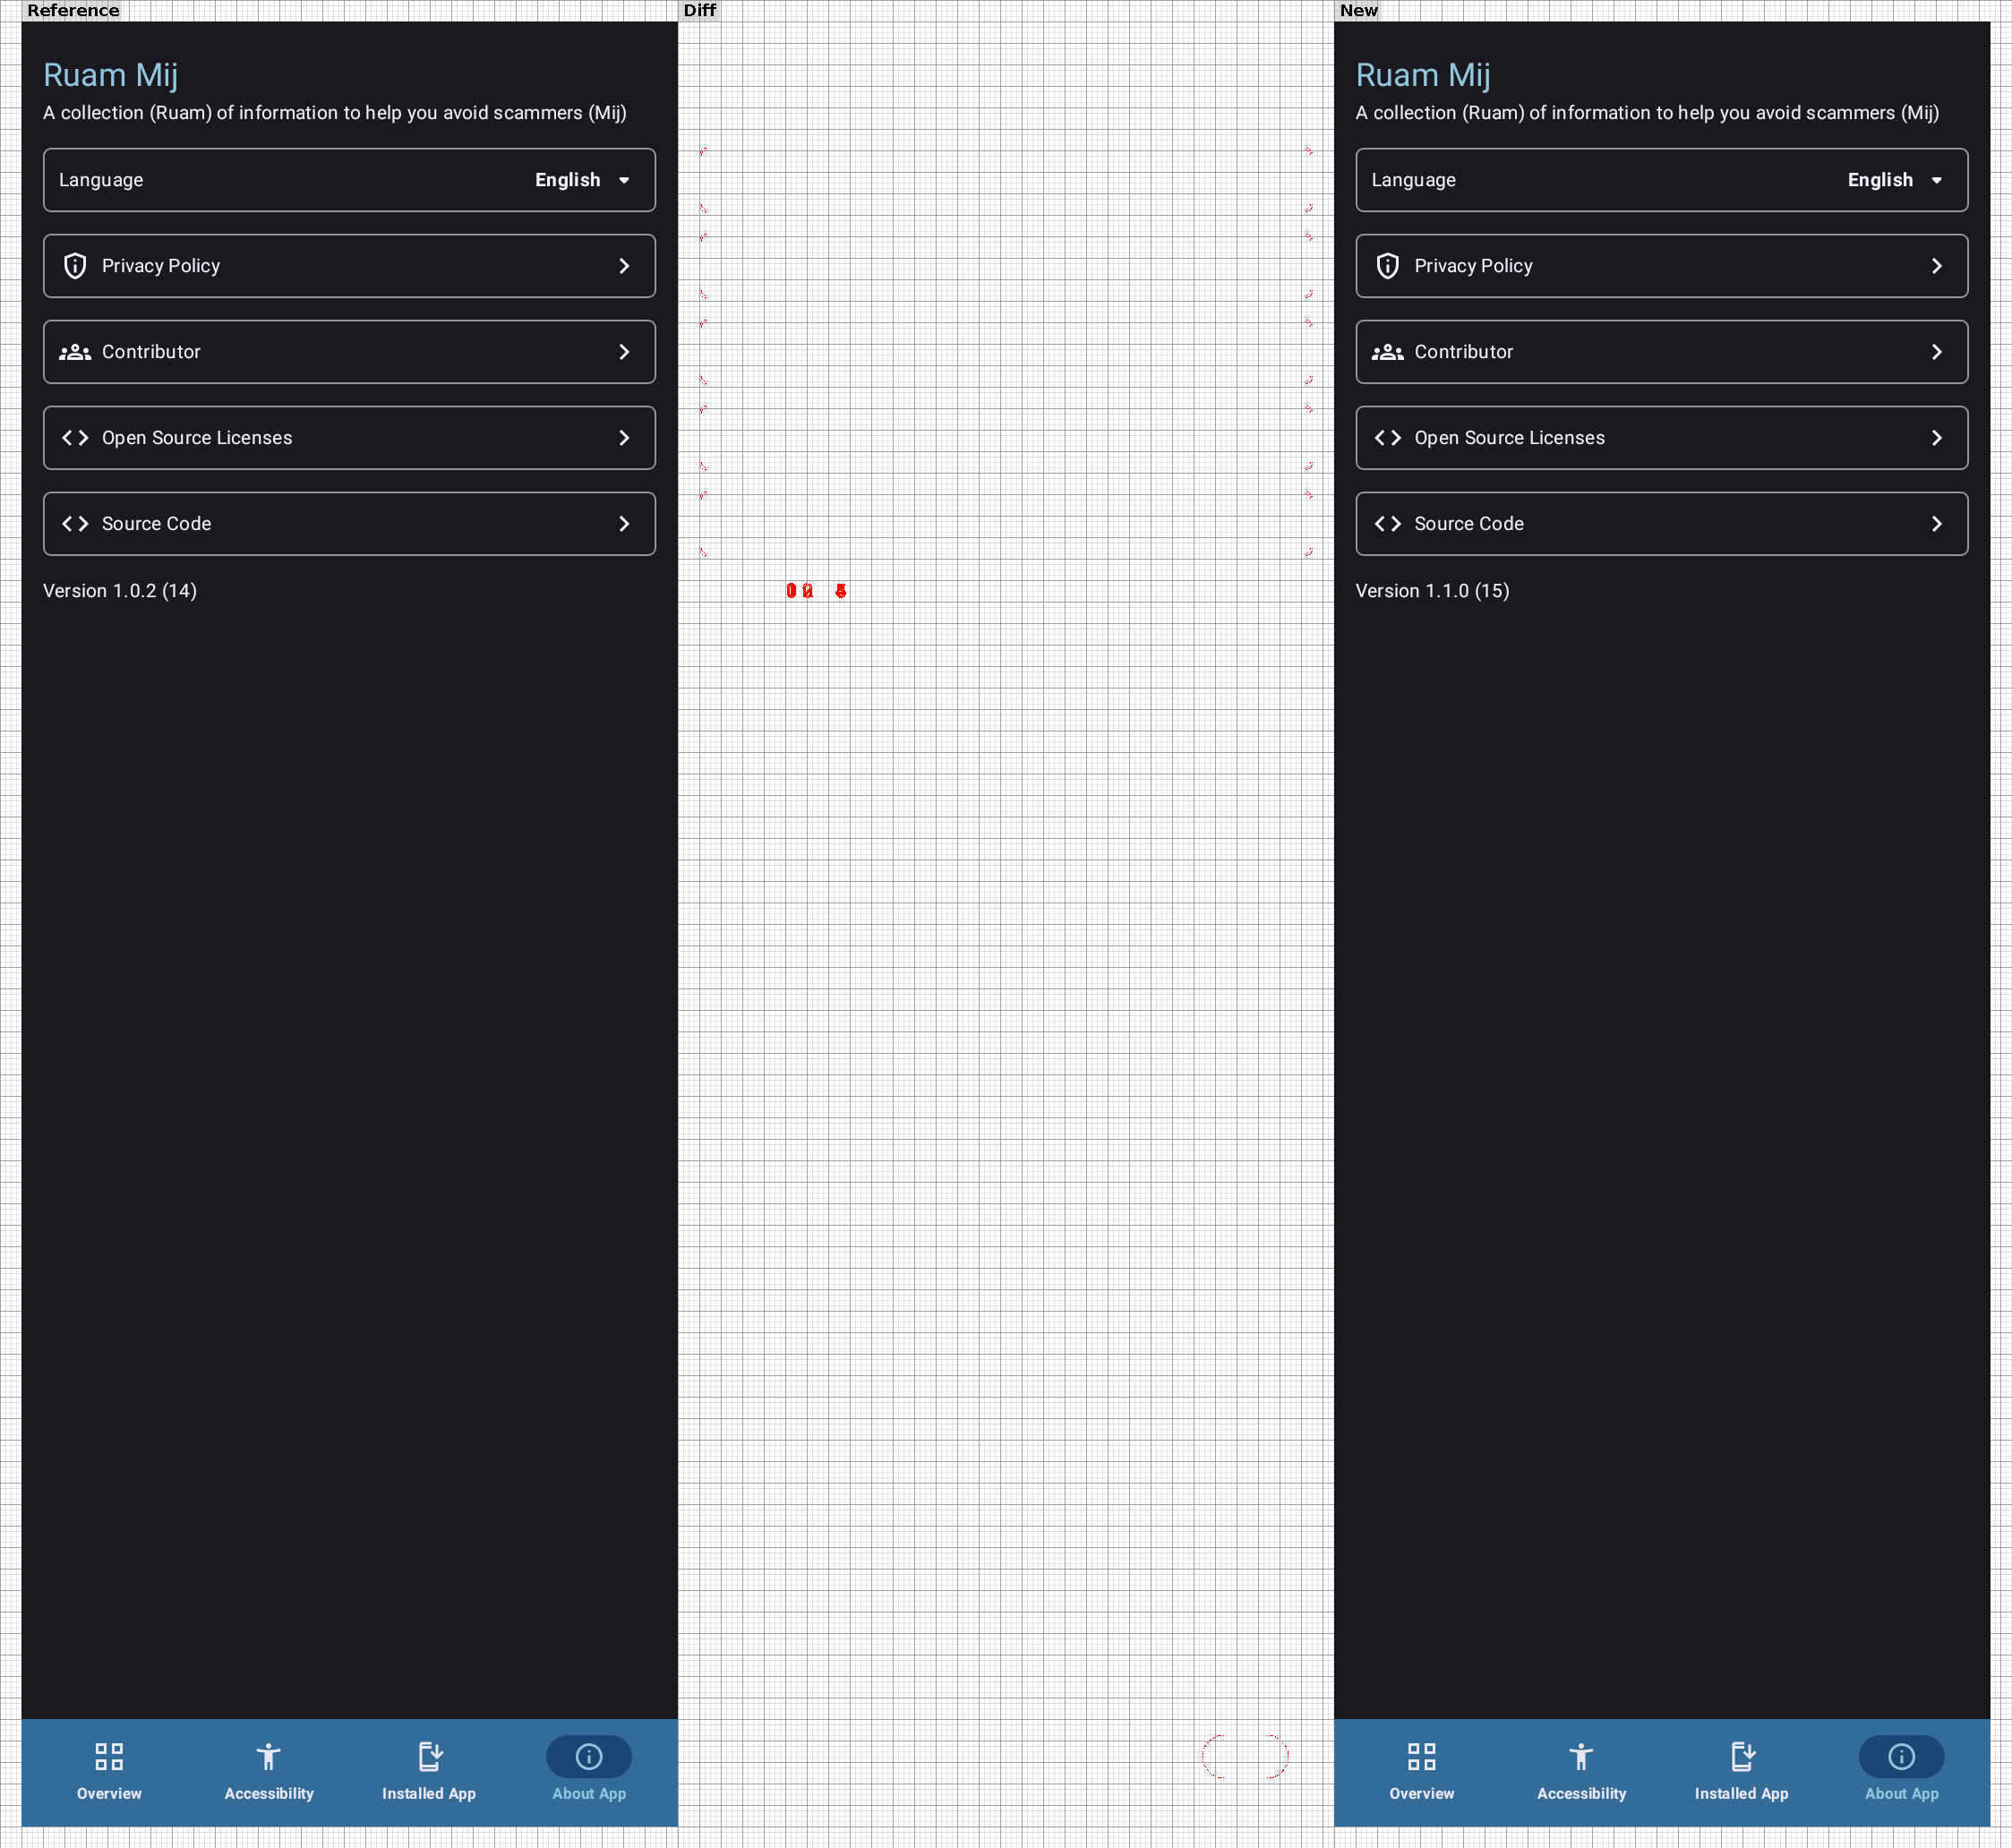 Reference
Ruam Mij
A collection (Ruam) of information to help you avoid scammers (Mij)
Language English
Privacy Policy
Contributor
Open Source Licenses
Source Code
Version 1.0.2 (14)
Overview Accessibility Installed App About App
Diff
New
Ruam Mij
A collection (Ruam) of information to help you avoid scammers (Mij)
Language English
Privacy Policy
Contributor
Open Source Licenses
Source Code
Version 1.1.0 (15)
Overview Accessibility Installed App About App